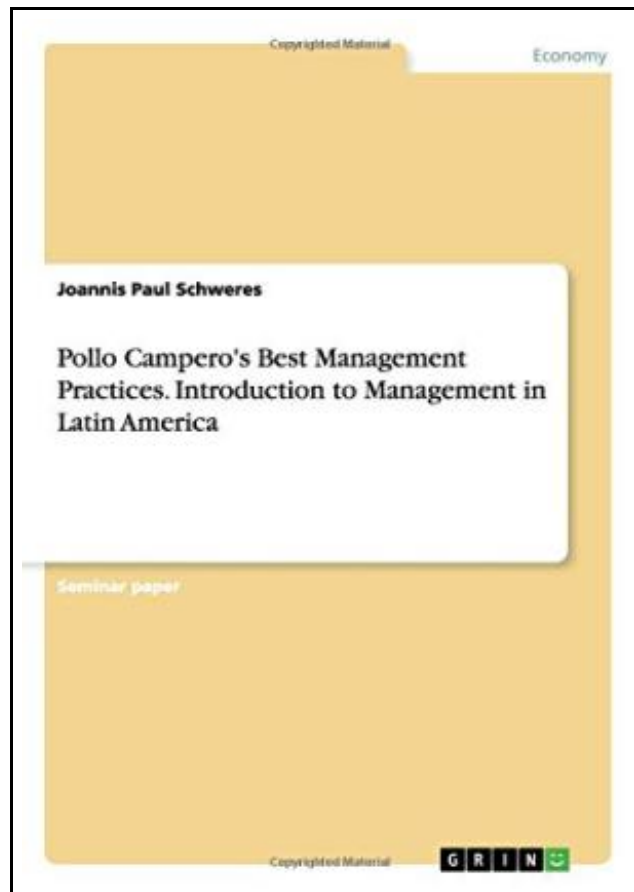 Copyrighted Material
Economy
Joannis Paul Schweres
Pollo Campero's Best Management
Practices. Introduction to Management in
Latin America
Seminar paper
Copyrighted Material
GRIN